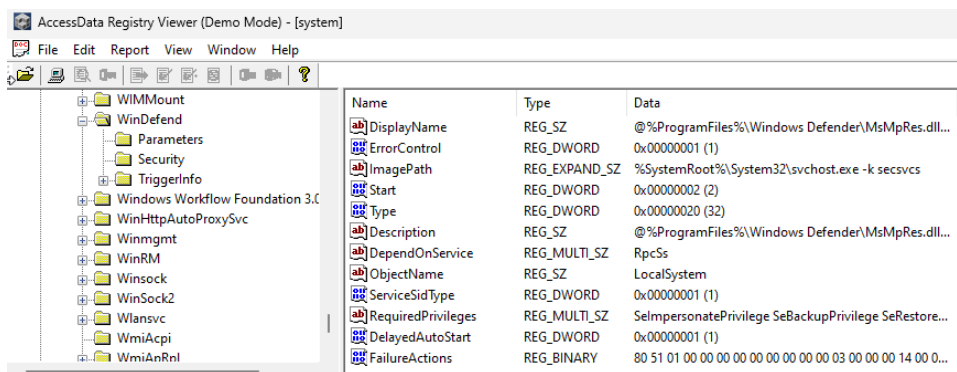 AccessData Registry Viewer (Demo Mode) - [system]
File Edit Report View Window Help
WIMMount
WinDefend
Parameters
Security
TriggerInfo
Windows Workflow Foundation 3.0
WinHttpAutoProxySvc
Winmgmt
WinRM
Winsock
WinSock2
Wlansvc
WmiAcpi
WmiApRpl
Name Type Data
DisplayName REG_SZ @%ProgramFiles%\Windows Defender\MsMpRes.dll...
ErrorControl REG_DWORD 0x00000001 (1)
ImagePath REG_EXPAND_SZ %SystemRoot%\System32\svchost.exe -k secsvcs
Start REG_DWORD 0x00000002 (2)
Type REG_DWORD 0x00000020 (32)
Description REG_SZ @%ProgramFiles%\Windows Defender\MsMpRes.dll...
DependOnService REG_MULTI_SZ RpcSs
ObjectName REG_SZ LocalSystem
ServiceSidType REG_DWORD 0x00000001 (1)
RequiredPrivileges REG_MULTI_SZ SeImpersonatePrivilege SeBackupPrivilege SeRestore...
DelayedAutoStart REG_DWORD 0x00000001 (1)
FailureActions REG_BINARY 80 51 01 00 00 00 00 00 00 00 00 00 03 00 00 00 14 00 0...